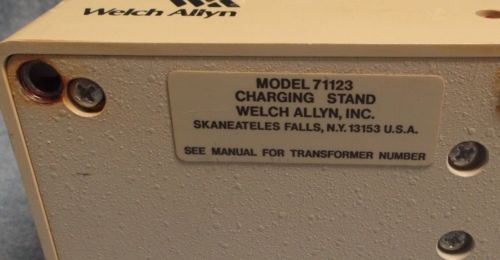 Welch Allyn
MODEL 71123
CHARGING STAND
WELCH ALLYN, INC.
SKANEATELES FALLS, N.Y. 13153 U.S.A.
SEE MANUAL FOR TRANSFORMER NUMBER